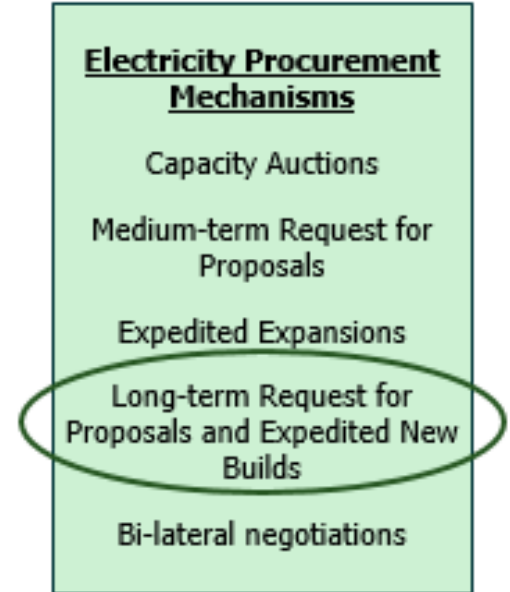 Electricity Procurement
Mechanisms
Capacity Auctions
Medium-term Request for
Proposals
Expedited Expansions
Long-term Request for
Proposals and Expedited New
Builds
Bi-lateral negotiations